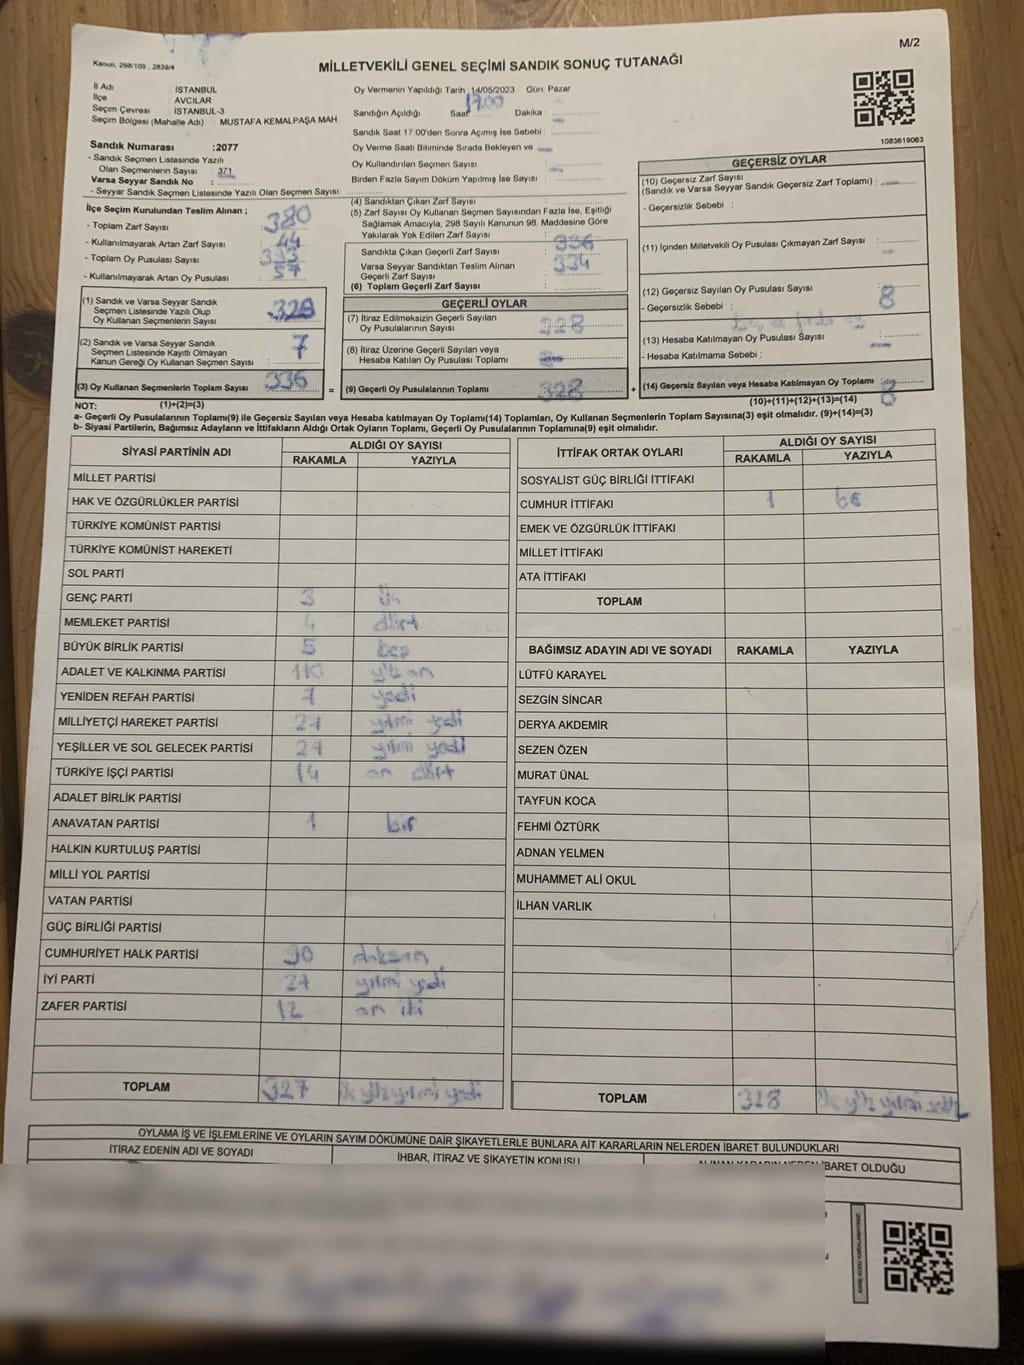 M/2
Kanun, 298/105 , 2839/4
MİLLETVEKİLİ GENEL SEÇİMİ SANDIK SONUÇ TUTANAĞI
İl Adı : İSTANBUL
İlçe : AVCILAR
Seçim Çevresi : İSTANBUL-3
Seçim Bölgesi (Mahalle Adı) : MUSTAFA KEMALPAŞA MAH.
Sandık Numarası :2077
- Sandık Seçmen Listesinde Yazılı
Olan Seçmenlerin Sayısı : 371
Varsa Seyyar Sandık No :
- Seyyar Sandık Seçmen Listesinde Yazılı Olan Seçmen Sayısı:
Oy Vermenin Yapıldığı Tarih :14/05/2023 Gün: Pazar
Sandığın Açıldığı Saat 17.00 Dakika :
Sandık Saat 17.00'den Sonra Açımış İse Sebebi :
Oy Verme Saati Bitiminde Sırada Bekleyen ve
Oy Kullandırılan Seçmen Sayısı :
Birden Fazla Sayım Döküm Yapılmış İse Sayısı :
1083619063
İlçe Seçim Kurulundan Teslim Alınan ;
- Toplam Zarf Sayısı : 380
- Kullanılmayarak Artan Zarf Sayısı : 44
- Toplam Oy Pusulası Sayısı :
- Kullanılmayarak Artan Oy Pusulası : 57
(1) Sandık ve Varsa Seyyar Sandık
Seçmen Listesinde Yazılı Olup
Oy Kullanan Seçmenlerin Sayısı : 329
(2) Sandık ve Varsa Seyyar Sandık
Seçmen Listesinde Kayıtlı Olmayan
Kanun Gereği Oy Kullanan Seçmen Sayısı : 7
(3) Oy Kullanan Seçmenlerin Toplam Sayısı : 336
(4) Sandıktan Çıkan Zarf Sayısı :
(5) Zarf Sayısı Oy Kullanan Seçmen Sayısından Fazla İse, Eşitliği
Sağlamak Amacıyla, 298 Sayılı Kanunun 98. Maddesine Göre
Yakılarak Yok Edilen Zarf Sayısı : 336
Sandıkta Çıkan Geçerli Zarf Sayısı :
Varsa Seyyar Sandıktan Teslim Alınan 334
Geçerli Zarf Sayısı :
(6) Toplam Geçerli Zarf Sayısı :
GEÇERLİ OYLAR
(7) İtiraz Edilmeksizin Geçerli Sayılan
Oy Pusulalarının Sayısı : 328
(8) İtiraz Üzerine Geçerli Sayılan veya
Hesaba Katılan Oy Pusulası Toplamı :
= (9) Geçerli Oy Pusulalarının Toplamı : 328 +
GEÇERSİZ OYLAR
(10) Geçersiz Zarf Sayısı
(Sandık ve Varsa Seyyar Sandık Geçersiz Zarf Toplamı) :
- Geçersizlik Sebebi :
(11) İçinden Milletvekili Oy Pusulası Çıkmayan Zarf Sayısı :
(12) Geçersiz Sayılan Oy Pusulası Sayısı : 8
- Geçersizlik Sebebi :
(13) Hesaba Katılmayan Oy Pusulası Sayısı :
- Hesaba Katılmama Sebebi :
(14) Geçersiz Sayılan veya Hesaba Katılmayan Oy Toplamı : 8
NOT: (1)+(2)=(3)
(10)+(11)+(12)+(13)=(14)
a- Geçerli Oy Pusulalarının Toplamı(9) ile Geçersiz Sayılan veya Hesaba katılmayan Oy Toplamı(14) Toplamları, Oy Kullanan Seçmenlerin Toplam Sayısına(3) eşit olmalıdır. (9)+(14)=(3)
b- Siyasi Partilerin, Bağımsız Adayların ve İttifakların Aldığı Ortak Oyların Toplamı, Geçerli Oy Pusulalarının Toplamına(9) eşit olmalıdır.
SİYASİ PARTİNİN ADI ALDIĞI OY SAYISI
RAKAMLA YAZIYLA
MİLLET PARTİSİ
HAK VE ÖZGÜRLÜKLER PARTİSİ
TÜRKİYE KOMÜNİST PARTİSİ
TÜRKİYE KOMÜNİST HAREKETİ
SOL PARTİ
GENÇ PARTİ 3 üç
MEMLEKET PARTİSİ 4 dört
BÜYÜK BİRLİK PARTİSİ 5 beş
ADALET VE KALKINMA PARTİSİ 110 yüz on
YENİDEN REFAH PARTİSİ 7 yedi
MİLLİYETÇİ HAREKET PARTİSİ 27 yirmi yedi
YEŞİLLER VE SOL GELECEK PARTİSİ 27 yirmi yedi
TÜRKİYE İŞÇİ PARTİSİ 14 on dört
ADALET BİRLİK PARTİSİ
ANAVATAN PARTİSİ 1 bir
HALKIN KURTULUŞ PARTİSİ
MİLLİ YOL PARTİSİ
VATAN PARTİSİ
GÜÇ BİRLİĞİ PARTİSİ
CUMHURİYET HALK PARTİSİ 90 doksan
İYİ PARTİ 27 yirmi yedi
ZAFER PARTİSİ 12 on iki
TOPLAM 327 üç yüz yirmi yedi
İTTİFAK ORTAK OYLARI ALDIĞI OY SAYISI
RAKAMLA YAZIYLA
SOSYALİST GÜÇ BİRLİĞİ İTTİFAKI
CUMHUR İTTİFAKI 1 bir
EMEK VE ÖZGÜRLÜK İTTİFAKI
MİLLET İTTİFAKI
ATA İTTİFAKI
TOPLAM
BAĞIMSIZ ADAYIN ADI VE SOYADI RAKAMLA YAZIYLA
LÜTFÜ KARAYEL
SEZGİN SİNCAR
DERYA AKDEMİR
SEZEN ÖZEN
MURAT ÜNAL
TAYFUN KOCA
FEHMİ ÖZTÜRK
ADNAN YELMEN
MUHAMMET ALİ OKUL
İLHAN VARLIK
TOPLAM 328 üç yüz yirmi sekiz
OYLAMA İŞ VE İŞLEMLERİNE VE OYLARIN SAYIM DÖKÜMÜNE DAİR ŞİKAYETLERLE BUNLARA AİT KARARLARIN NELERDEN İBARET BULUNDUKLARI
İTİRAZ EDENİN ADI VE SOYADI İHBAR, İTİRAZ VE ŞİKAYETİN KONUSU ALINAN KARARIN NEDEN İBARET OLDUĞU